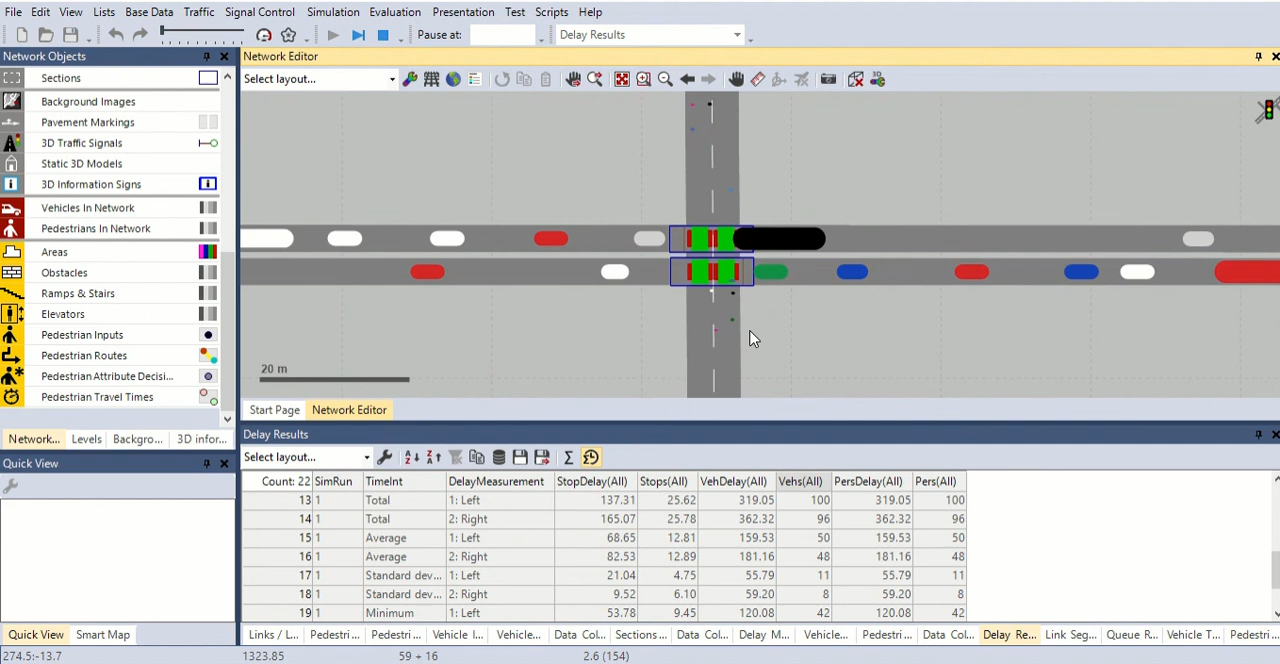 File Edit View Lists Base Data Traffic Signal Control Simulation Evaluation Presentation Test Scripts Help
Pause at: Delay Results
Network Objects
Network Editor
Select layout...
Sections
Background Images
Pavement Markings
3D Traffic Signals
Static 3D Models
3D Information Signs
Vehicles In Network
Pedestrians In Network
Areas
Obstacles
Ramps & Stairs
Elevators
Pedestrian Inputs
Pedestrian Routes
Pedestrian Attribute Decisi...
Pedestrian Travel Times
20 m
Start Page Network Editor
Network... Levels Backgro... 3D infor...
Quick View
Delay Results
Select layout...
Count: 22 SimRun TimeInt DelayMeasurement StopDelay(All) Stops(All) VehDelay(All) Vehs(All) PersDelay(All) Pers(All)
13 1 Total 1: Left 137.31 25.62 319.05 100 319.05 100
14 1 Total 2: Right 165.07 25.78 362.32 96 362.32 96
15 1 Average 1: Left 68.65 12.81 159.53 50 159.53 50
16 1 Average 2: Right 82.53 12.89 181.16 48 181.16 48
17 1 Standard dev... 1: Left 21.04 4.75 55.79 11 55.79 11
18 1 Standard dev... 2: Right 9.52 6.10 59.20 8 59.20 8
19 1 Minimum 1: Left 53.78 9.45 120.08 42 120.08 42
Quick View Smart Map
Links / L... Pedestri... Pedestri... Vehicle I... Vehicle... Data Col... Sections... Data Col... Delay M... Vehicle... Pedestri... Data Col... Delay Re... Link Seg... Queue R... Vehicle T... Pedestri...
274.5:-13.7 1323.85 59 + 16 2.6 (154)